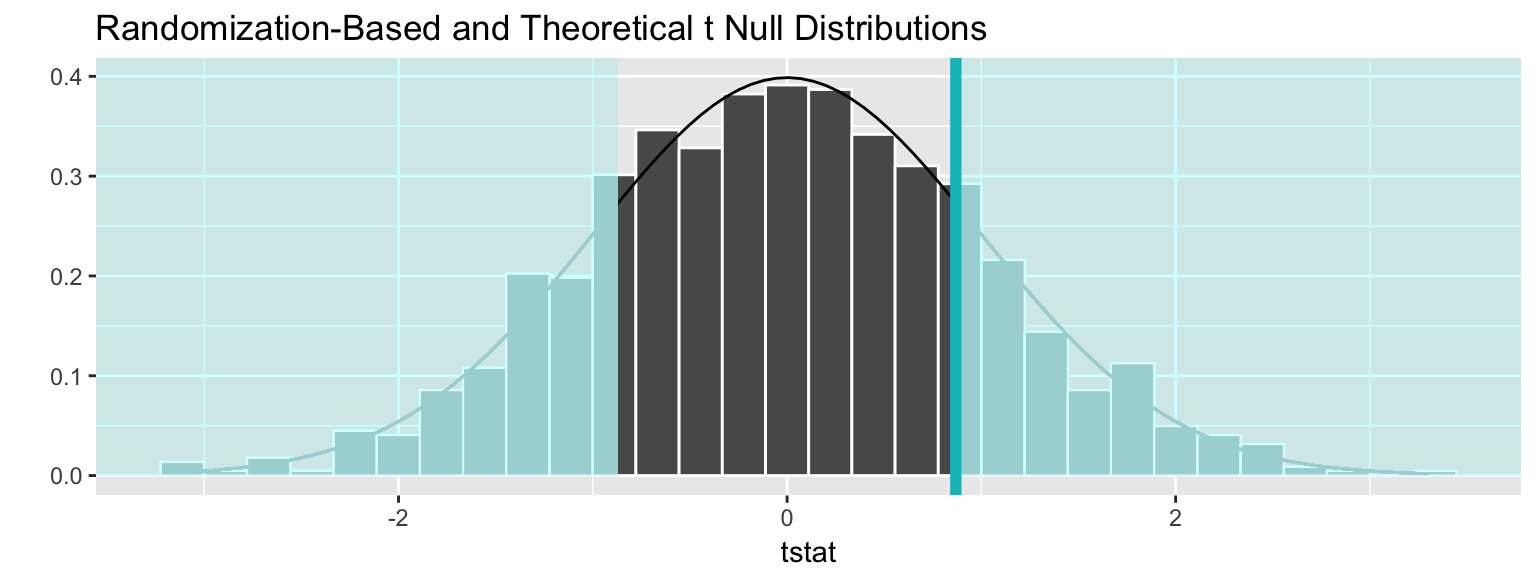 Randomization-Based and Theoretical t Null Distributions
0.4
0.3
0.2
0.1
0.0
-2 0 2
tstat